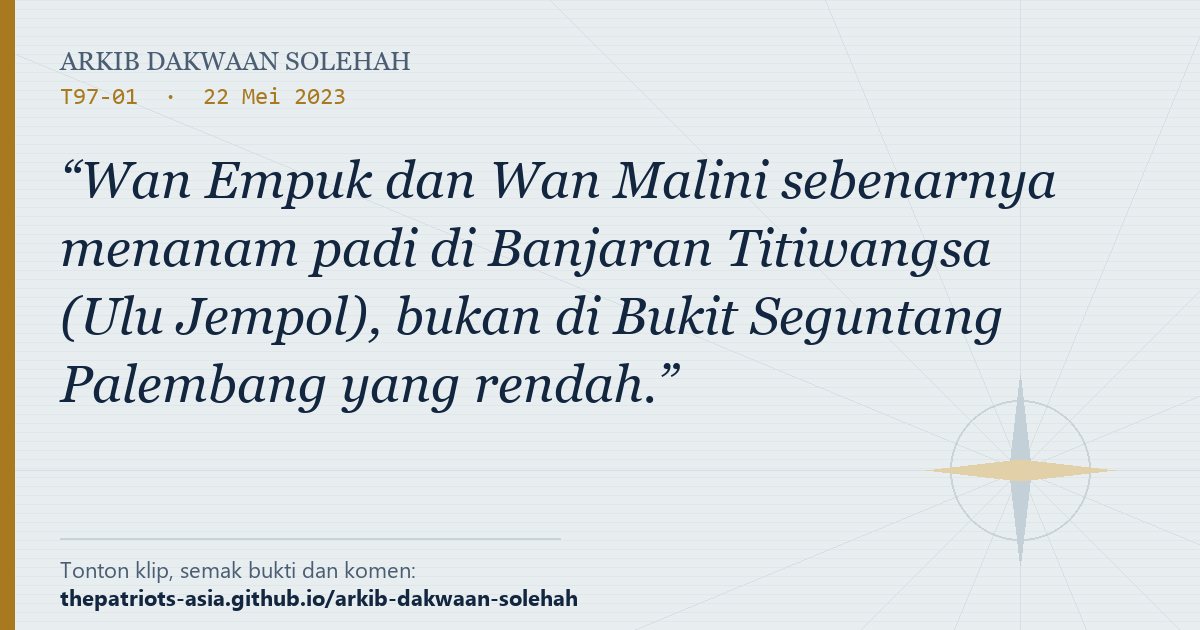 ARKIB DAKWAAN SOLEHAH
T97-01 · 22 Mei 2023
“Wan Empuk dan Wan Malini sebenarnya
menanam padi di Banjaran Titiwangsa
(Ulu Jempol), bukan di Bukit Seguntang
Palembang yang rendah.”
Tonton klip, semak bukti dan komen:
thepatriots-asia.github.io/arkib-dakwaan-solehah